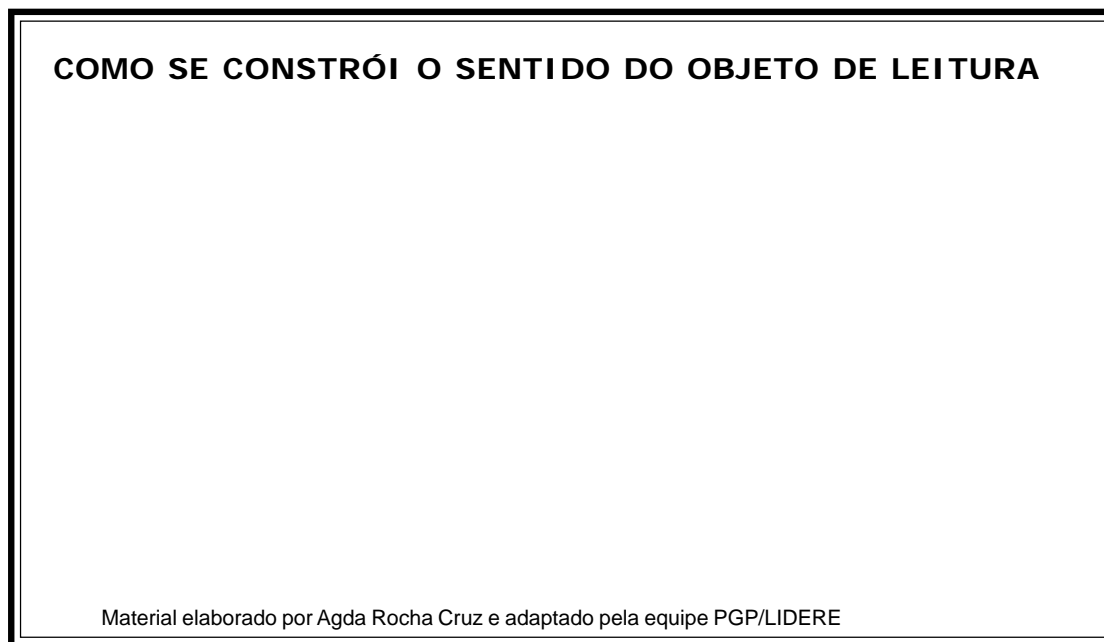 COMO SE CONSTRÓI O SENTIDO DO OBJETO DE LEITURA
Material elaborado por Agda Rocha Cruz e adaptado pela equipe PGP/LIDERE